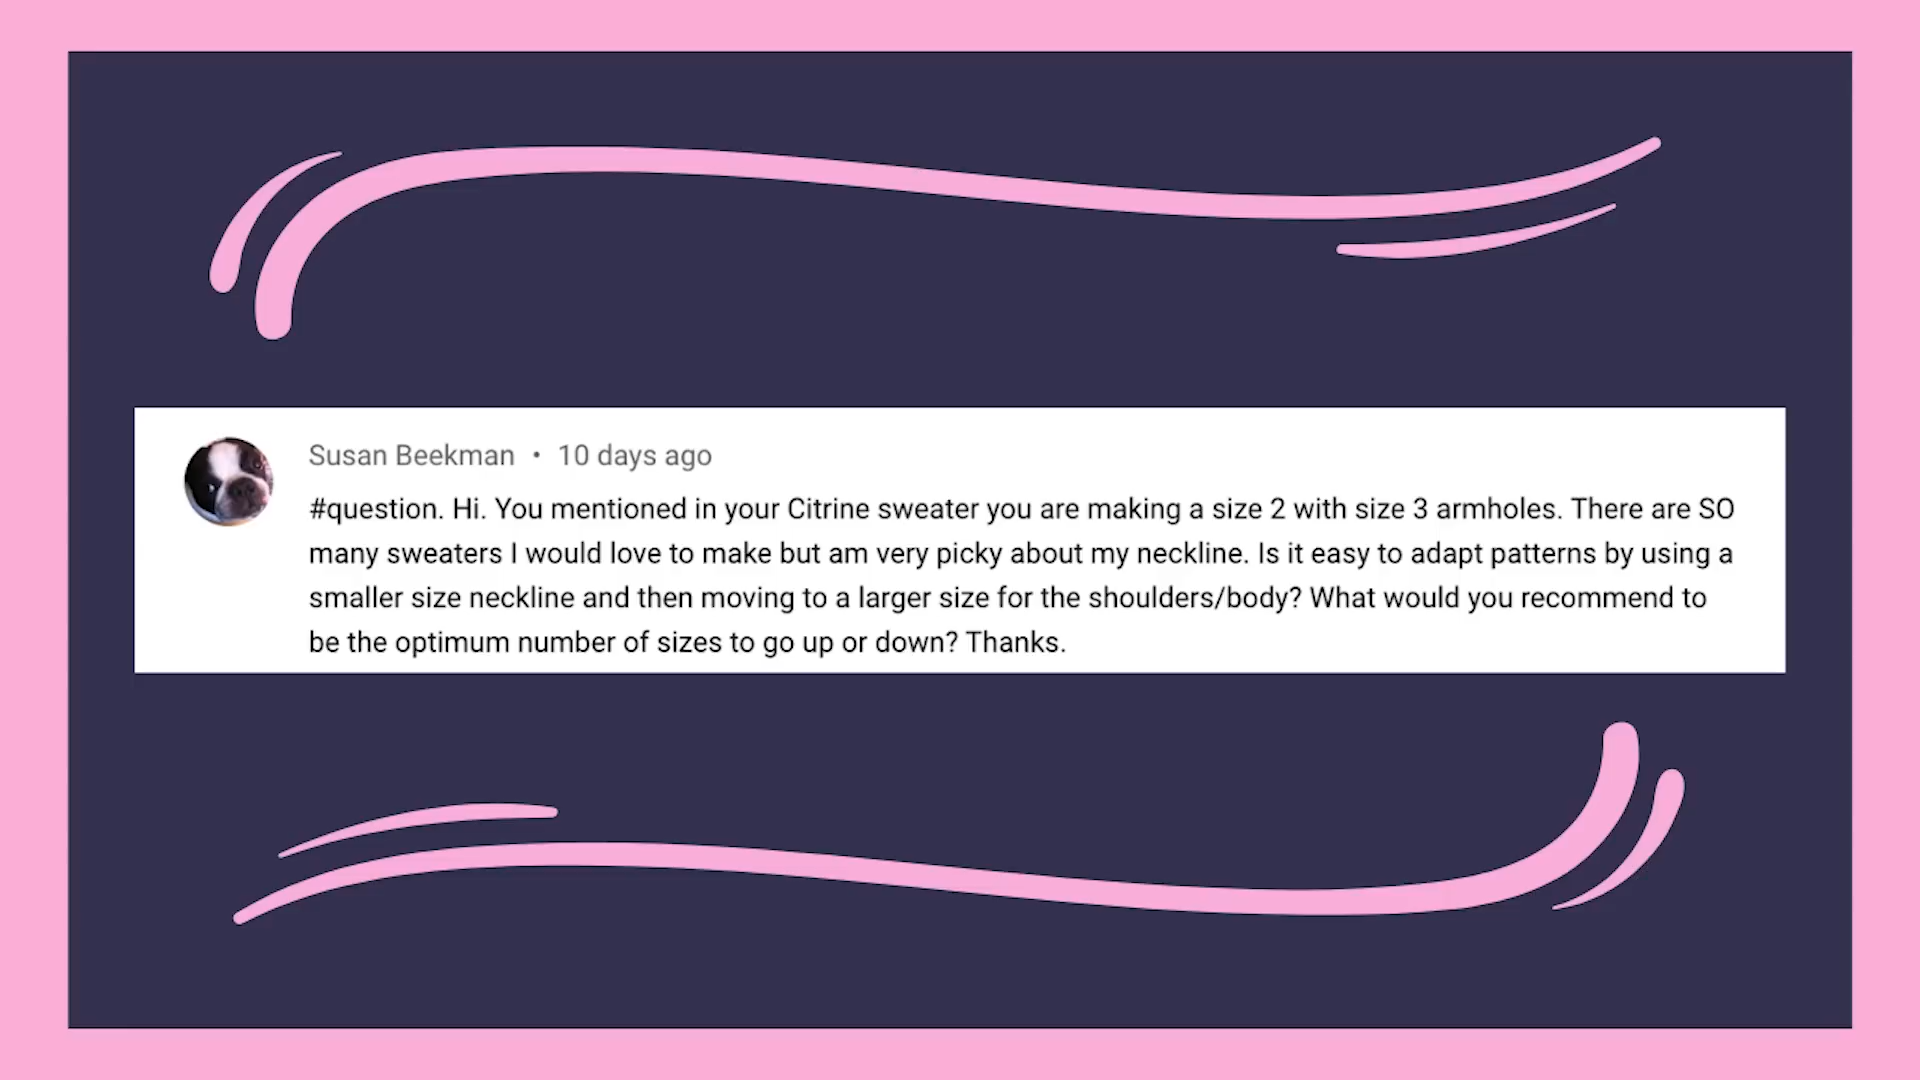 Susan Beekman • 10 days ago
#question. Hi. You mentioned in your Citrine sweater you are making a size 2 with size 3 armholes. There are SO
many sweaters I would love to make but am very picky about my neckline. Is it easy to adapt patterns by using a
smaller size neckline and then moving to a larger size for the shoulders/body? What would you recommend to
be the optimum number of sizes to go up or down? Thanks.